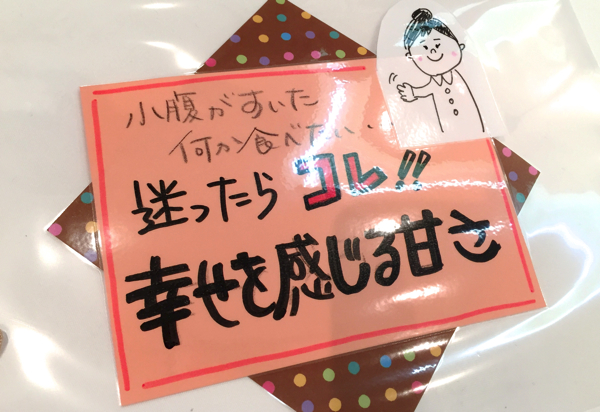 小腹がすいた
何か食べたい・・
迷ったらコレ!!
幸せを感じる甘さ